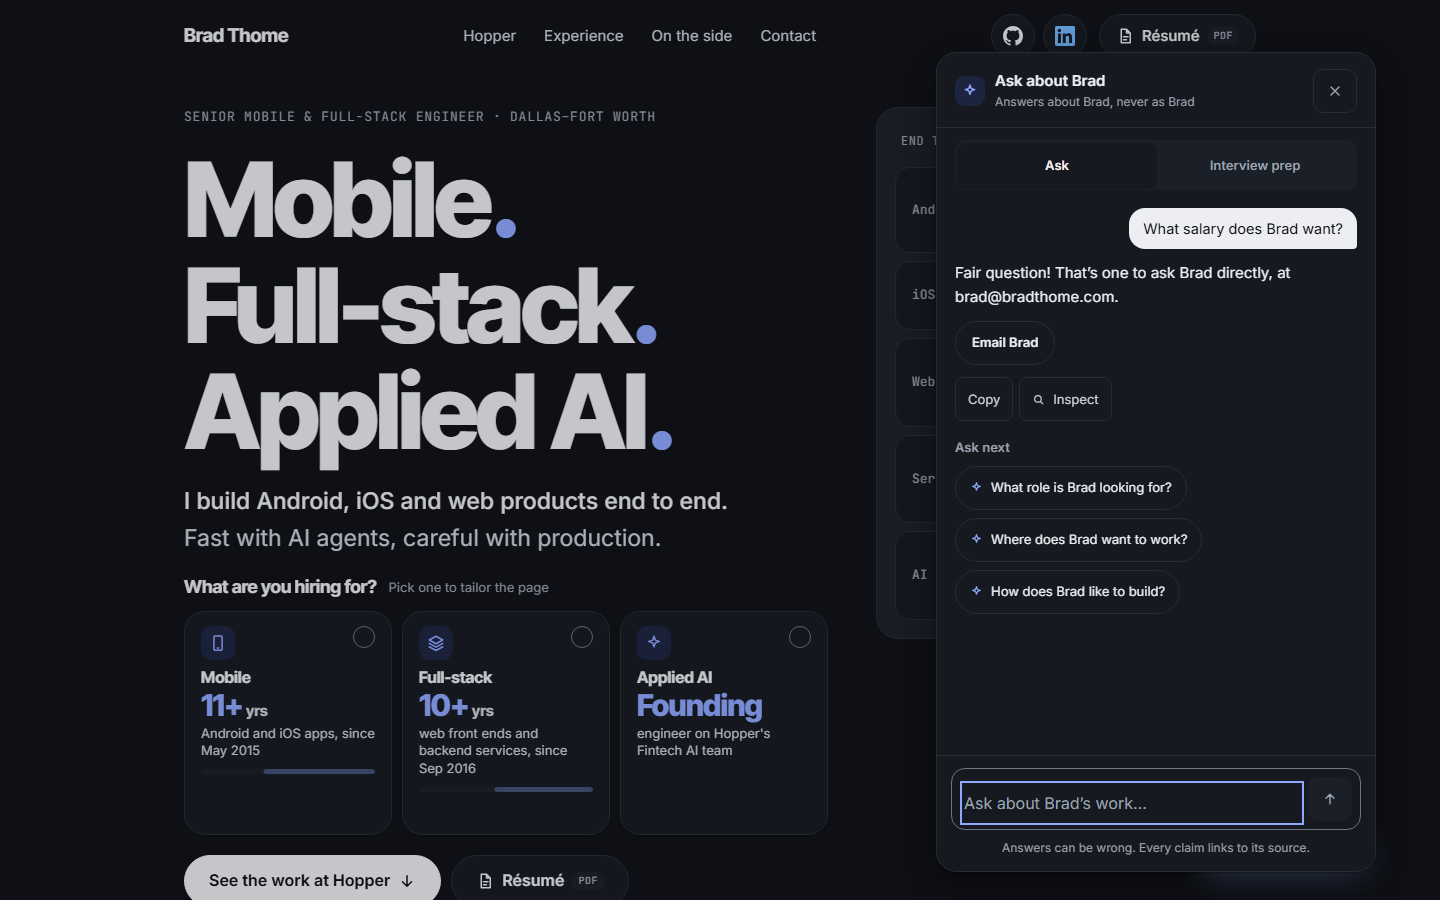 Brad Thome
Hopper
Experience
On the side
Contact
Résumé PDF
SENIOR MOBILE & FULL-STACK ENGINEER · DALLAS-FORT WORTH
Mobile.
Full-stack.
Applied AI.
I build Android, iOS and web products end to end.
Fast with AI agents, careful with production.
What are you hiring for? Pick one to tailor the page
Mobile
11+ yrs
Android and iOS apps, since
May 2015
Full-stack
10+ yrs
web front ends and
backend services, since
Sep 2016
Applied AI
Founding
engineer on Hopper's
Fintech AI team
See the work at Hopper
Résumé PDF
END
iOS
Web
AI
Ask about Brad
Answers about Brad, never as Brad
Ask
Interview prep
What salary does Brad want?
Fair question! That’s one to ask Brad directly, at
brad@bradthome.com.
Email Brad
Copy
Inspect
Ask next
What role is Brad looking for?
Where does Brad want to work?
How does Brad like to build?
Ask about Brad’s work...
Answers can be wrong. Every claim links to its source.